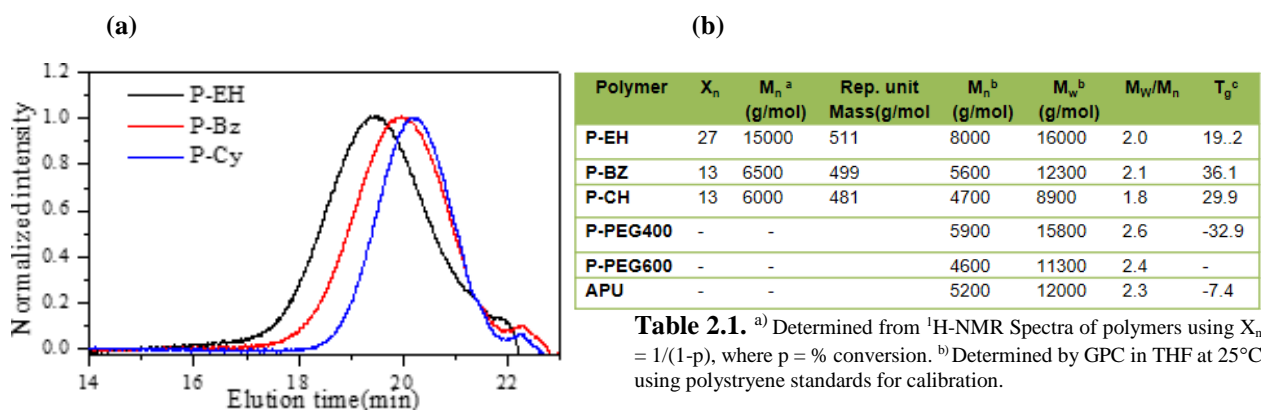 (a)
(b)
1.2
1.0
0.8
0.6
0.4
0.2
0.0
Normalized intensity
P-EH
P-Bz
P-Cy
14 16 18 20 22
Elution time(min)
Polymer Xn Mn a (g/mol) Rep. unit Mass(g/mol Mn b (g/mol) Mw b (g/mol) MW/Mn Tg c
P-EH 27 15000 511 8000 16000 2.0 19..2
P-BZ 13 6500 499 5600 12300 2.1 36.1
P-CH 13 6000 481 4700 8900 1.8 29.9
P-PEG400 - - 5900 15800 2.6 -32.9
P-PEG600 - - 4600 11300 2.4 -
APU - - 5200 12000 2.3 -7.4
Table 2.1. a) Determined from 1H-NMR Spectra of polymers using Xn
= 1/(1-p), where p = % conversion. b) Determined by GPC in THF at 25°C
using polystryene standards for calibration.